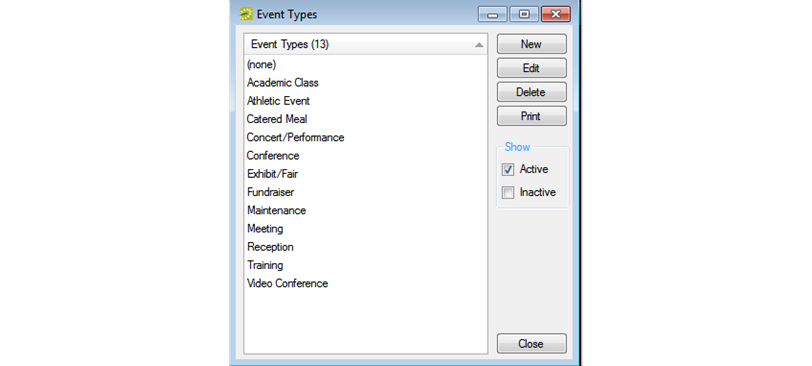 Event Types
Event Types (13)
(none)
Academic Class
Athletic Event
Catered Meal
Concert/Performance
Conference
Exhibit/Fair
Fundraiser
Maintenance
Meeting
Reception
Training
Video Conference
New
Edit
Delete
Print
Show
Active
Inactive
Close